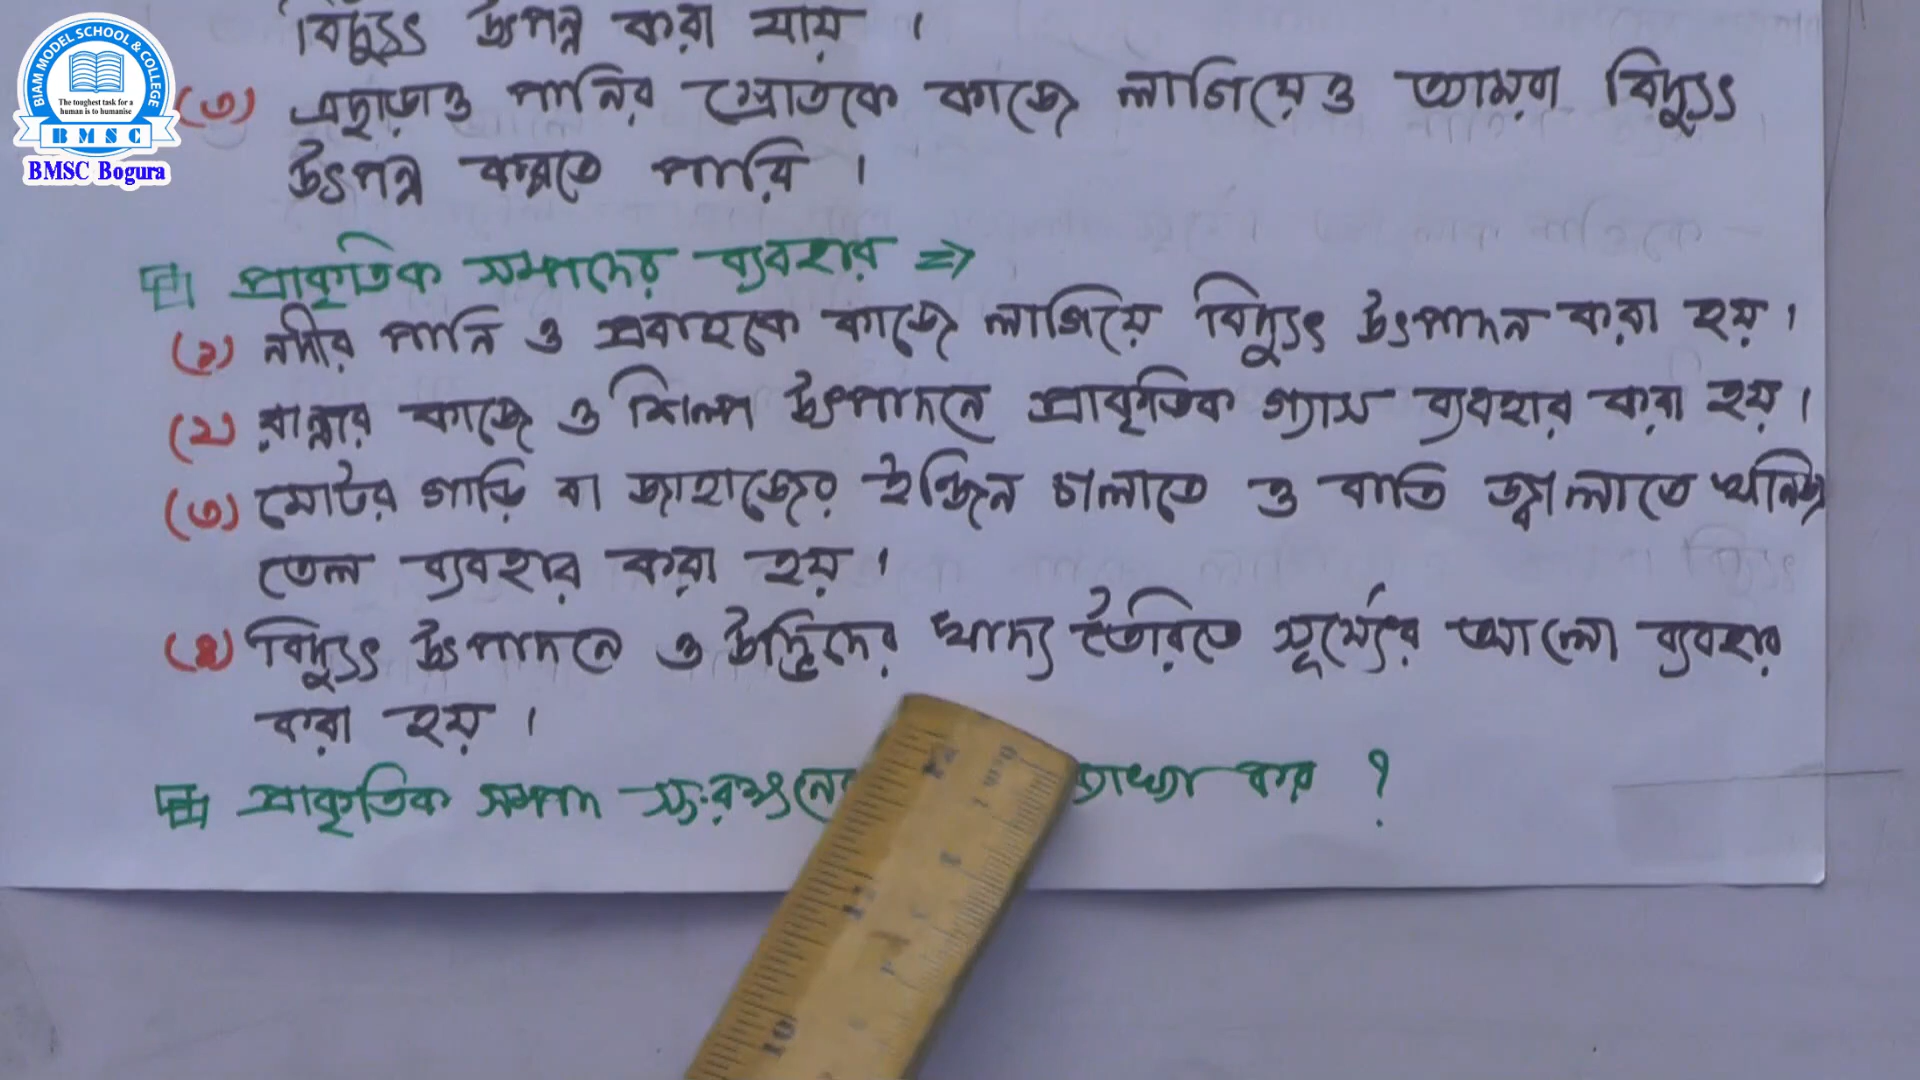 BIAM MODEL SCHOOL & COLLEGE
The toughest task for a
human is to humanise
BMSC
BMSC Bogura
বিদ্যুৎ উৎপন্ন করা যায়।
(৩) এছাড়াও পানির স্রোতকে কাজে লাগিয়েও আমরা বিদ্যুৎ
উৎপন্ন করতে পারি।
প্রাকৃতিক সম্পদের ব্যবহার ⇒
(১) নদীর পানি ও প্রবাহকে কাজে লাগিয়ে বিদ্যুৎ উৎপাদন করা হয়।
(২) রান্নার কাজে ও শিল্প উৎপাদনে প্রাকৃতিক গ্যাস ব্যবহার করা হয়।
(৩) মোটর গাড়ি বা জাহাজের ইঞ্জিন চালাতে ও বাতি জ্বালাতে খনিজ
তেল ব্যবহার করা হয়।
(৪) বিদ্যুৎ উৎপাদনে ও উদ্ভিদের খাদ্য তৈরিতে সূর্যের আলো ব্যবহার
করা হয়।
প্রাকৃতিক সম্পদ সংরক্ষনের কর ?